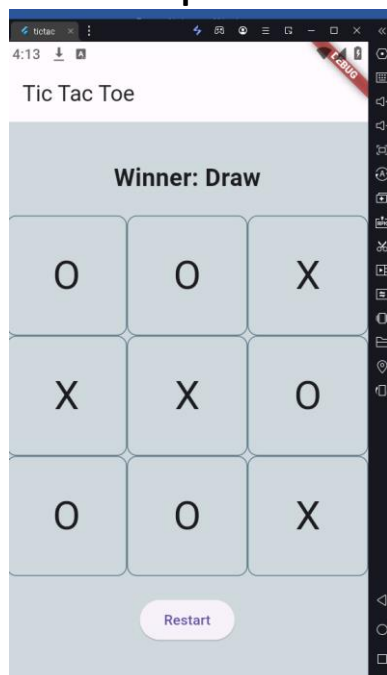 tictac
4:13
DEBUG
Tic Tac Toe
Winner: Draw
O O X
X X O
O O X
Restart